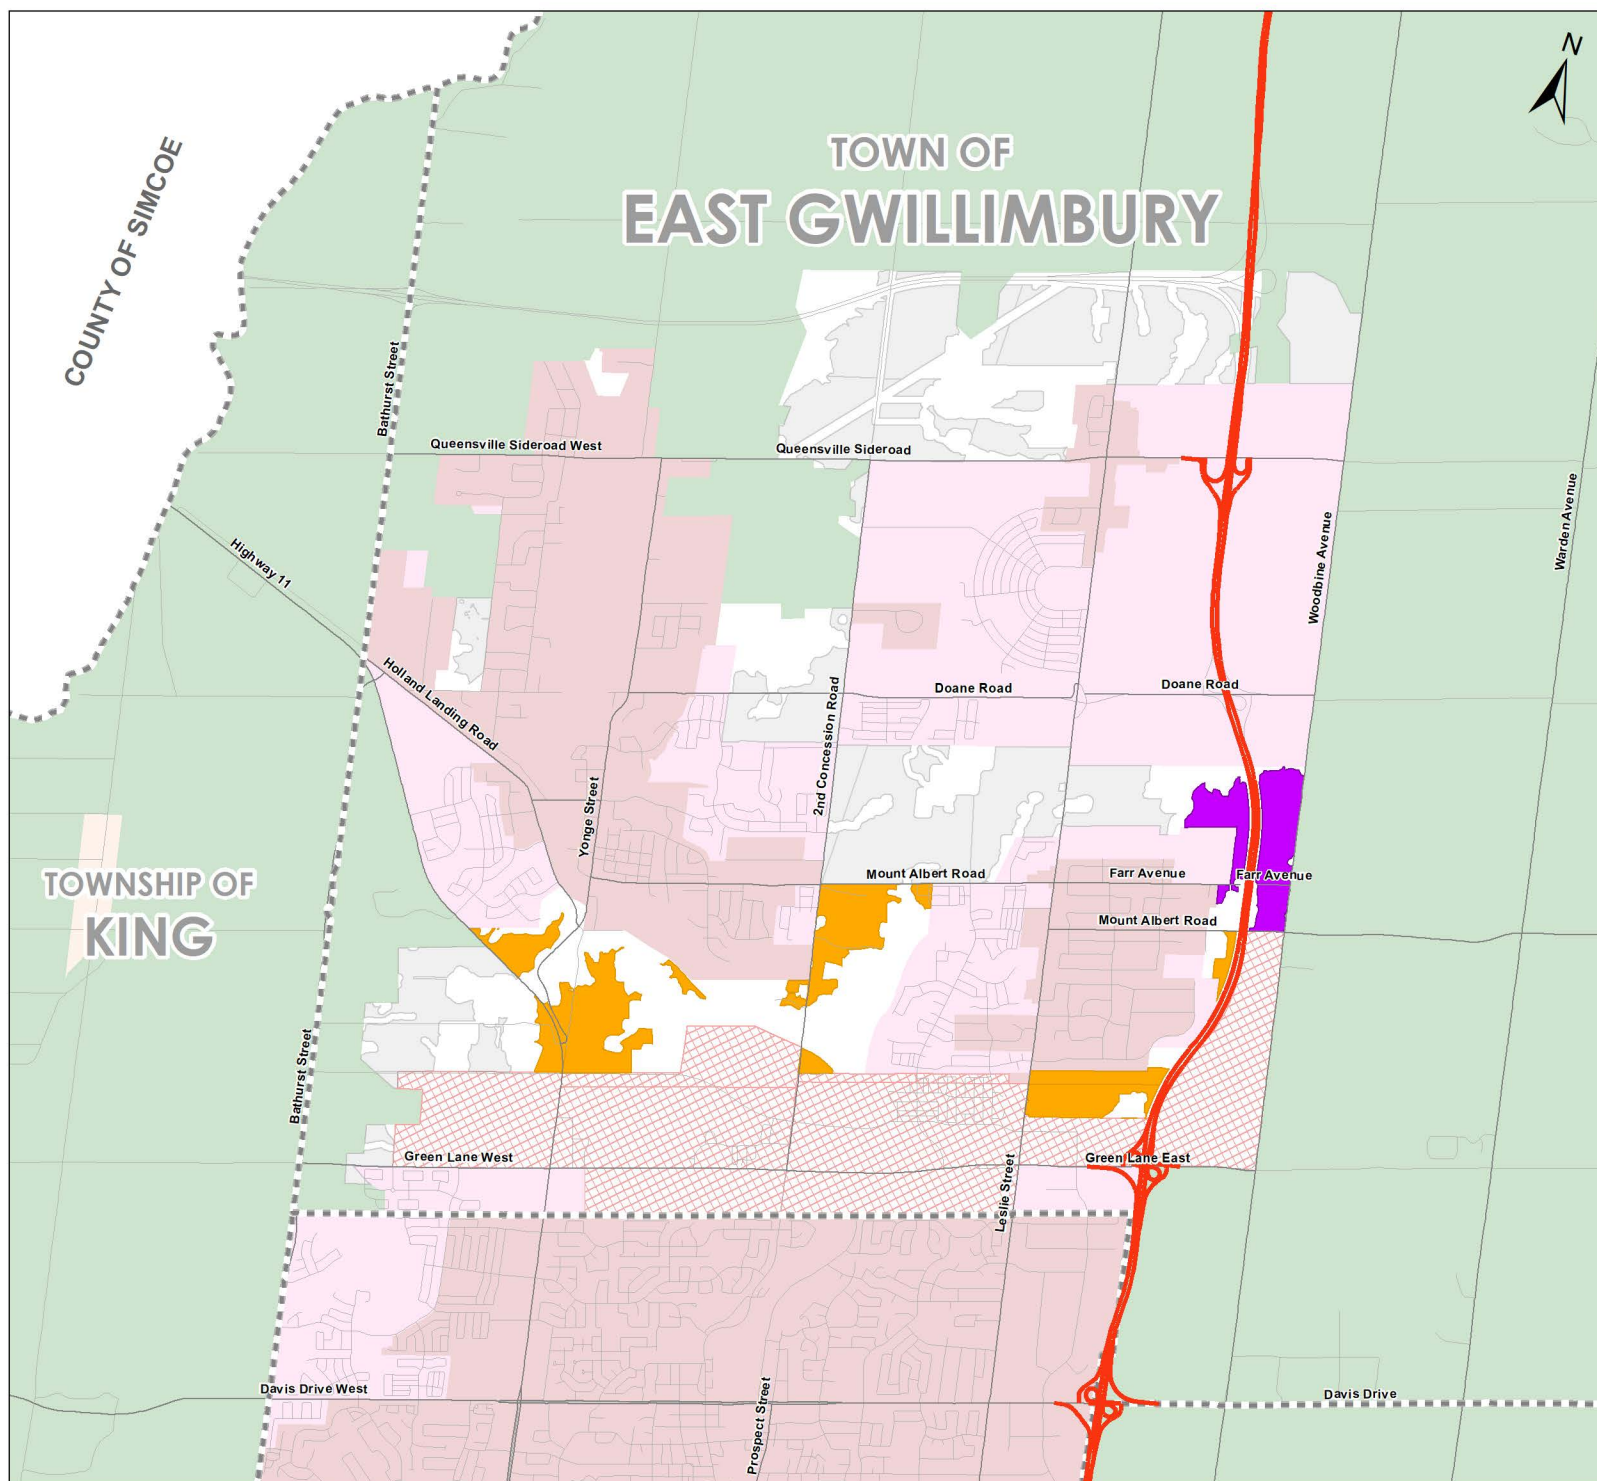 N
TOWN OF
EAST GWILLIMBURY
COUNTY OF SIMCOE
Bathurst Street
Queensville Sideroad West
Queensville Sideroad
Warden Avenue
Woodbine Avenue
Highway 11
Holland Landing Road
Doane Road
Doane Road
2nd Concession Road
Yonge Street
Mount Albert Road
Farr Avenue
Farr Avenue
TOWNSHIP OF
KING
Mount Albert Road
Bathurst Street
Green Lane West
Green Lane East
Leslie Street
Davis Drive West
Davis Drive
Prospect Street